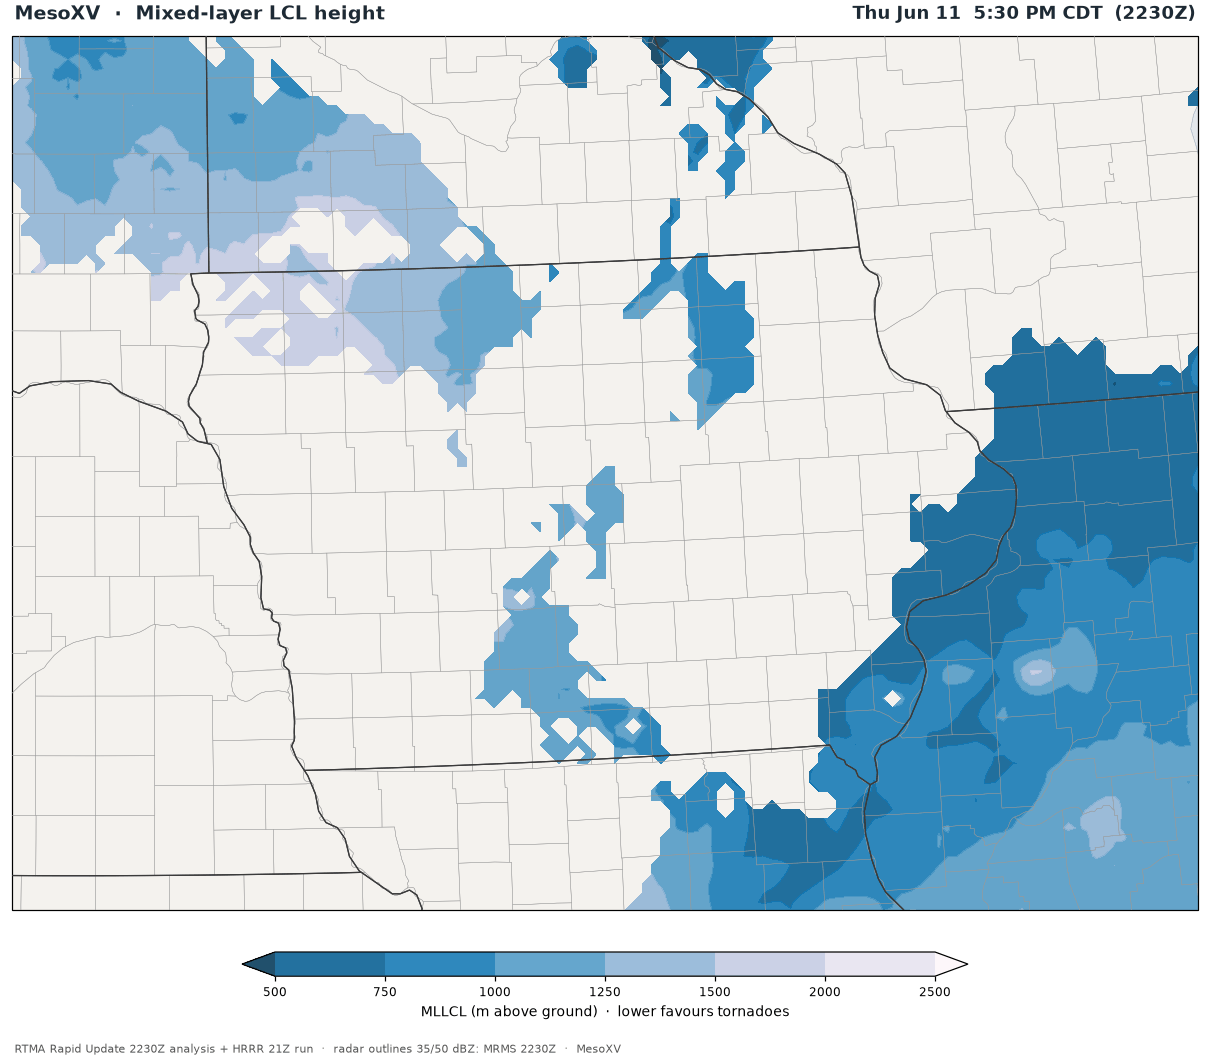 MesoXV · Mixed-layer LCL height
Thu Jun 11 5:30 PM CDT (2230Z)
500 750 1000 1250 1500 2000 2500
MLLCL (m above ground) · lower favours tornadoes
RTMA Rapid Update 2230Z analysis + HRRR 21Z run · radar outlines 35/50 dBZ: MRMS 2230Z · MesoXV